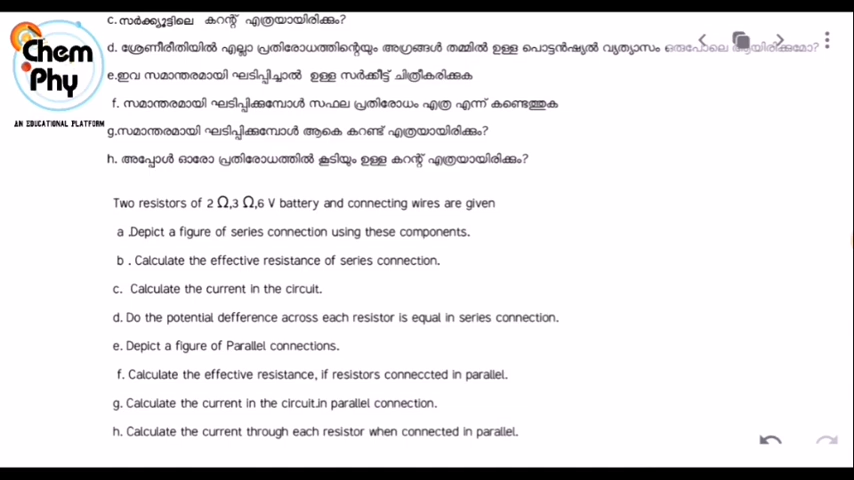 c. സർക്ക്യൂട്ടിലെ കറന്റ് എത്രയായിരിക്കും?
Chem
Phy
AN EDUCATIONAL PLATFORM
d. ശ്രേണീരീതിയിൽ എല്ലാ പ്രതിരോധത്തിന്റെയും അഗ്രങ്ങൾ തമ്മിൽ ഉള്ള പൊട്ടൻഷ്യൽ വ്യത്യാസം ഒരുപോലെ ആയിരിക്കുമോ?
e.ഇവ സമാന്തരമായി ഘടിപ്പിച്ചാൽ ഉള്ള സർക്കീട്ട് ചിത്രീകരിക്കുക
f. സമാന്തരമായി ഘടിപ്പിക്കുമ്പോൾ സഫല പ്രതിരോധം എത്ര എന്ന് കണ്ടെത്തുക
g.സമാന്തരമായി ഘടിപ്പിക്കുമ്പോൾ ആകെ കറണ്ട് എത്രയായിരിക്കും?
h. അപ്പോൾ ഓരോ പ്രതിരോധത്തിൽ കൂടിയും ഉള്ള കറന്റ് എത്രയായിരിക്കും?
Two resistors of 2 Ω,3 Ω,6 V battery and connecting wires are given
a .Depict a figure of series connection using these components.
b . Calculate the effective resistance of series connection.
c. Calculate the current in the circuit.
d. Do the potential defference across each resistor is equal in series connection.
e. Depict a figure of Parallel connections.
f. Calculate the effective resistance, if resistors conneccted in parallel.
g. Calculate the current in the circuit.in parallel connection.
h. Calculate the current through each resistor when connected in parallel.